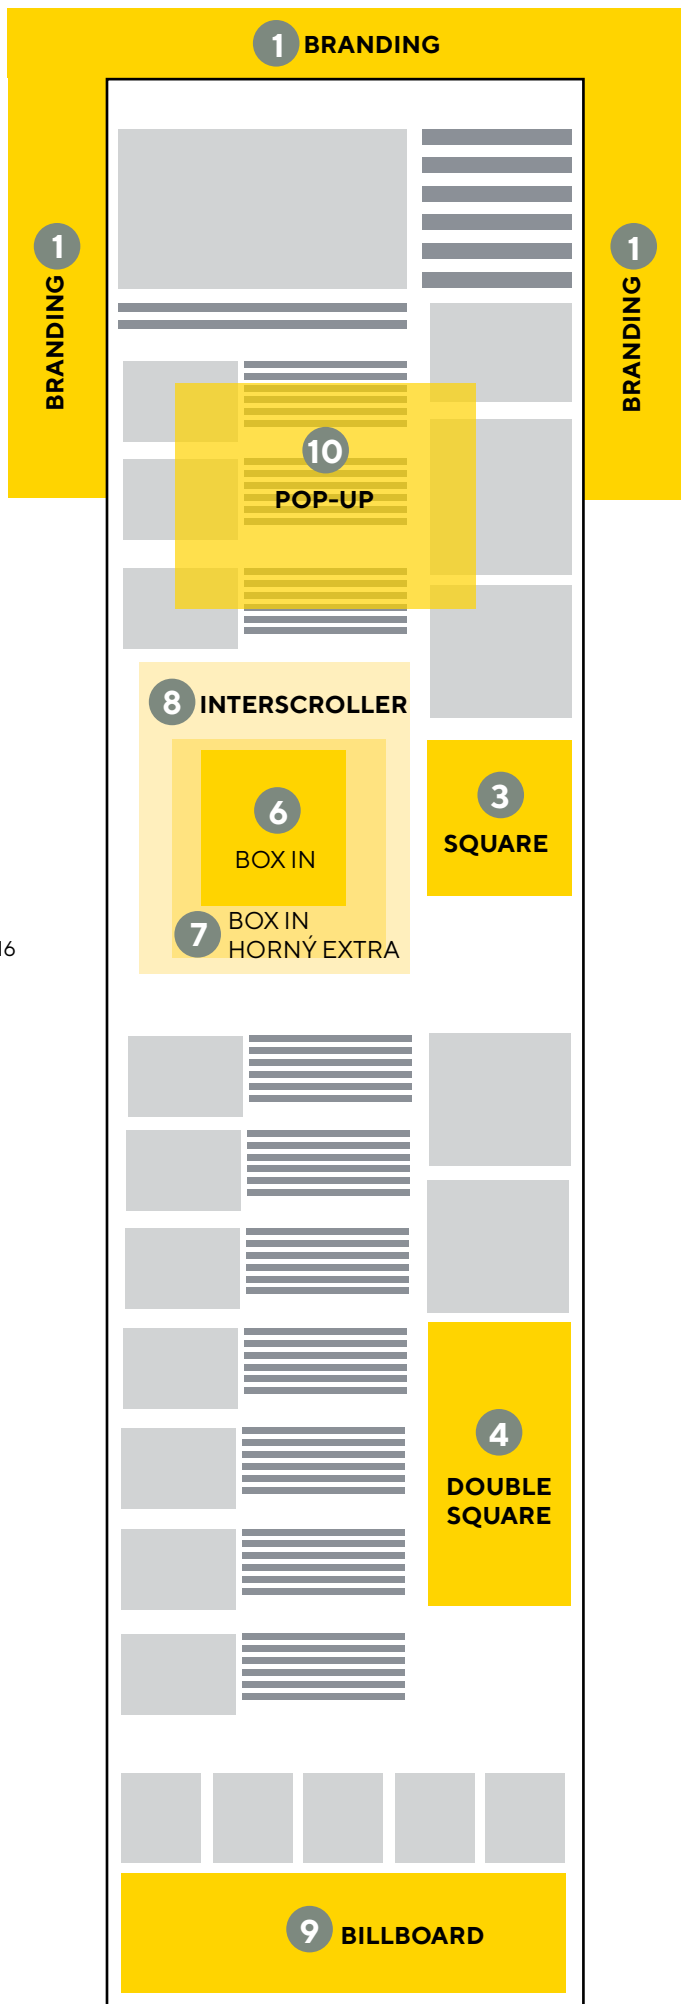 1 BRANDING
1 BRANDING
1 BRANDING
10
POP-UP
8 INTERSCROLLER
3
SQUARE
6
BOX IN
7 BOX IN
HORNÝ EXTRA
16
4
DOUBLE
SQUARE
9 BILLBOARD